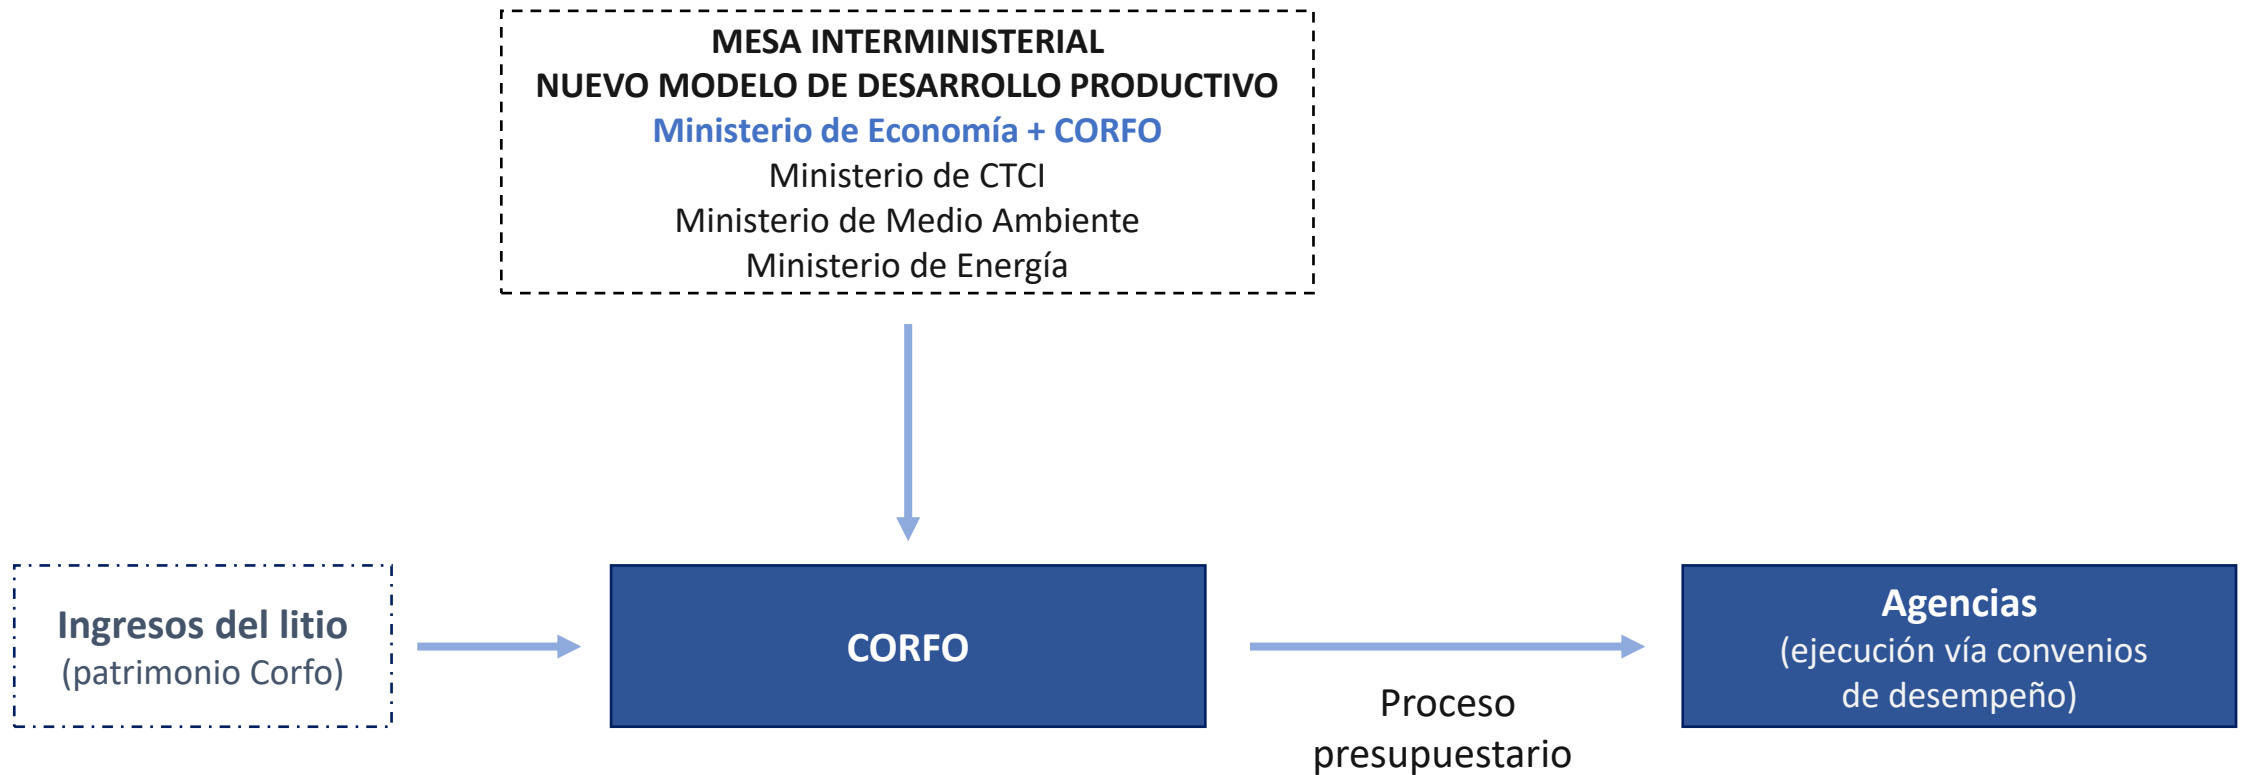 MESA INTERMINISTERIAL
NUEVO MODELO DE DESARROLLO PRODUCTIVO
Ministerio de Economía + CORFO
Ministerio de CTCI
Ministerio de Medio Ambiente
Ministerio de Energía
Ingresos del litio
(patrimonio Corfo)
CORFO
Proceso
presupuestario
Agencias
(ejecución vía convenios
de desempeño)